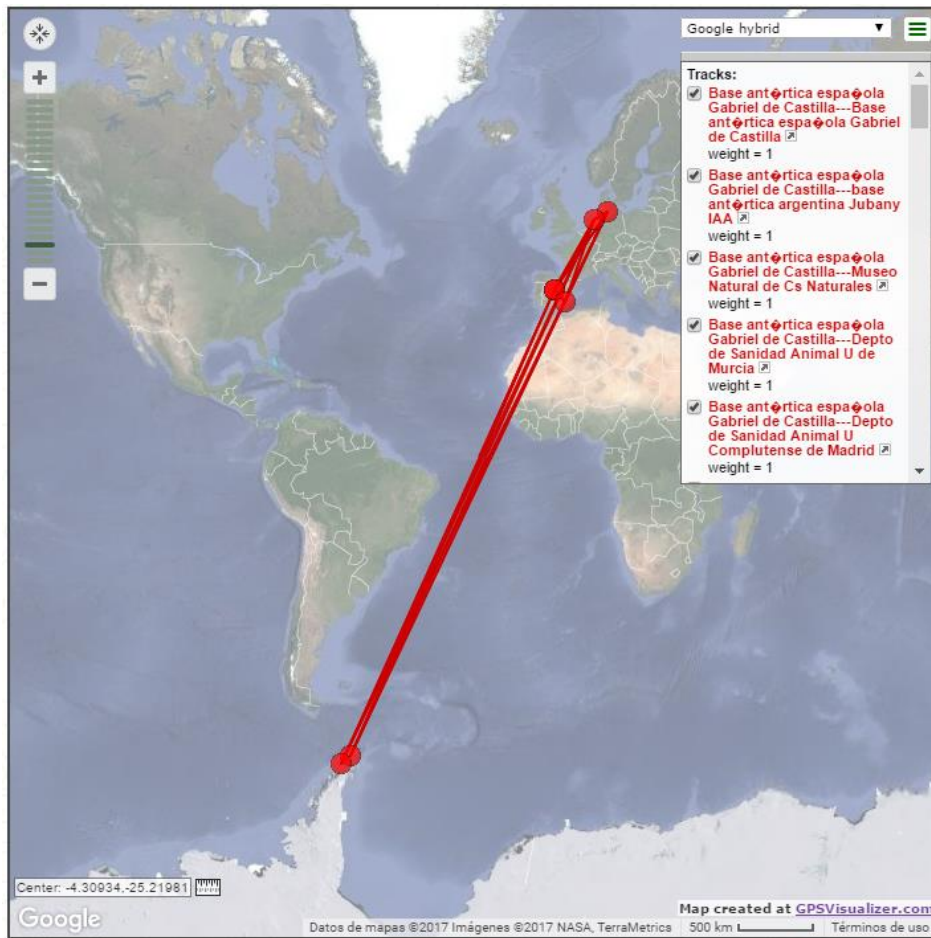 Google hybrid
Tracks:
Base ant�rtica espa�ola
Gabriel de Castilla---Base
ant�rtica espa�ola Gabriel
de Castilla
weight = 1
Base ant�rtica espa�ola
Gabriel de Castilla---base
ant�rtica argentina Jubany
IAA
weight = 1
Base ant�rtica espa�ola
Gabriel de Castilla---Museo
Natural de Cs Naturales
weight = 1
Base ant�rtica espa�ola
Gabriel de Castilla---Depto
de Sanidad Animal U de
Murcia
weight = 1
Base ant�rtica espa�ola
Gabriel de Castilla---Depto
de Sanidad Animal U
Complutense de Madrid
weight = 1
Center: -4.30934,-25.21981
Map created at GPSVisualizer.com
Google
Datos de mapas ©2017 Imágenes ©2017 NASA, TerraMetrics
500 km
Términos de uso